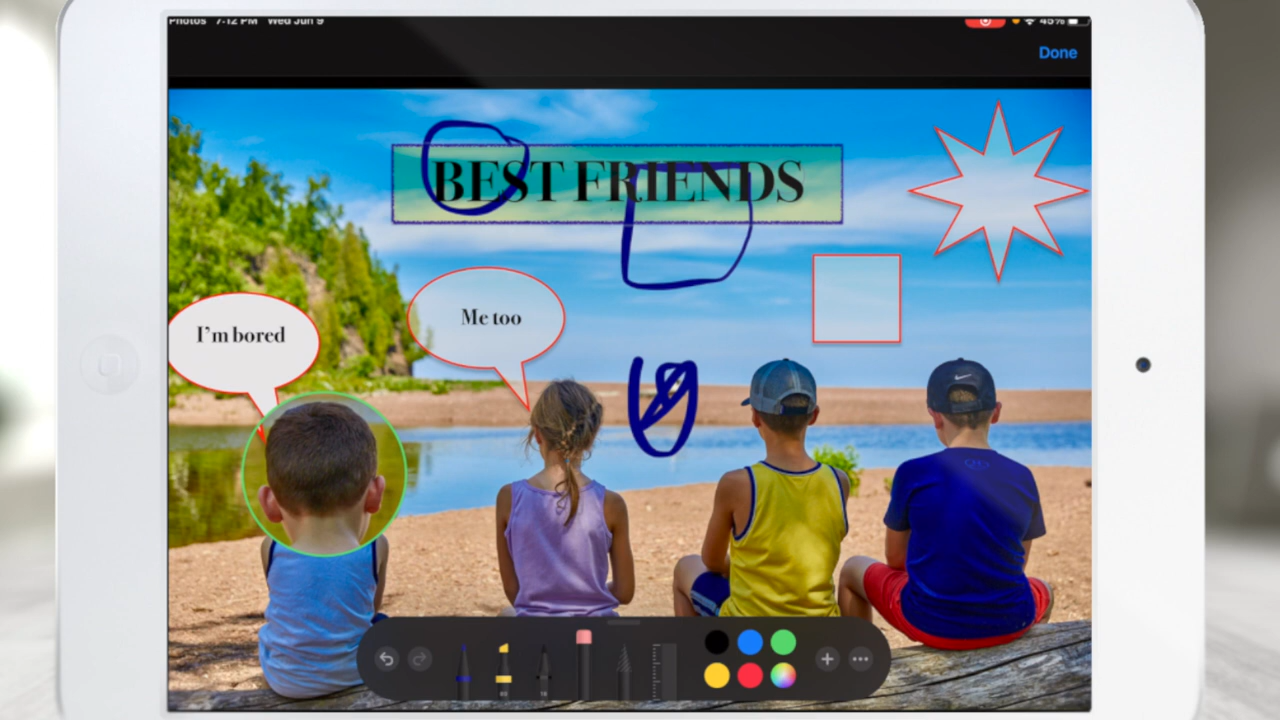 Photos 7:12 PM Wed Jun 9
45%
Done
BEST FRIENDS
I'm bored
Me too